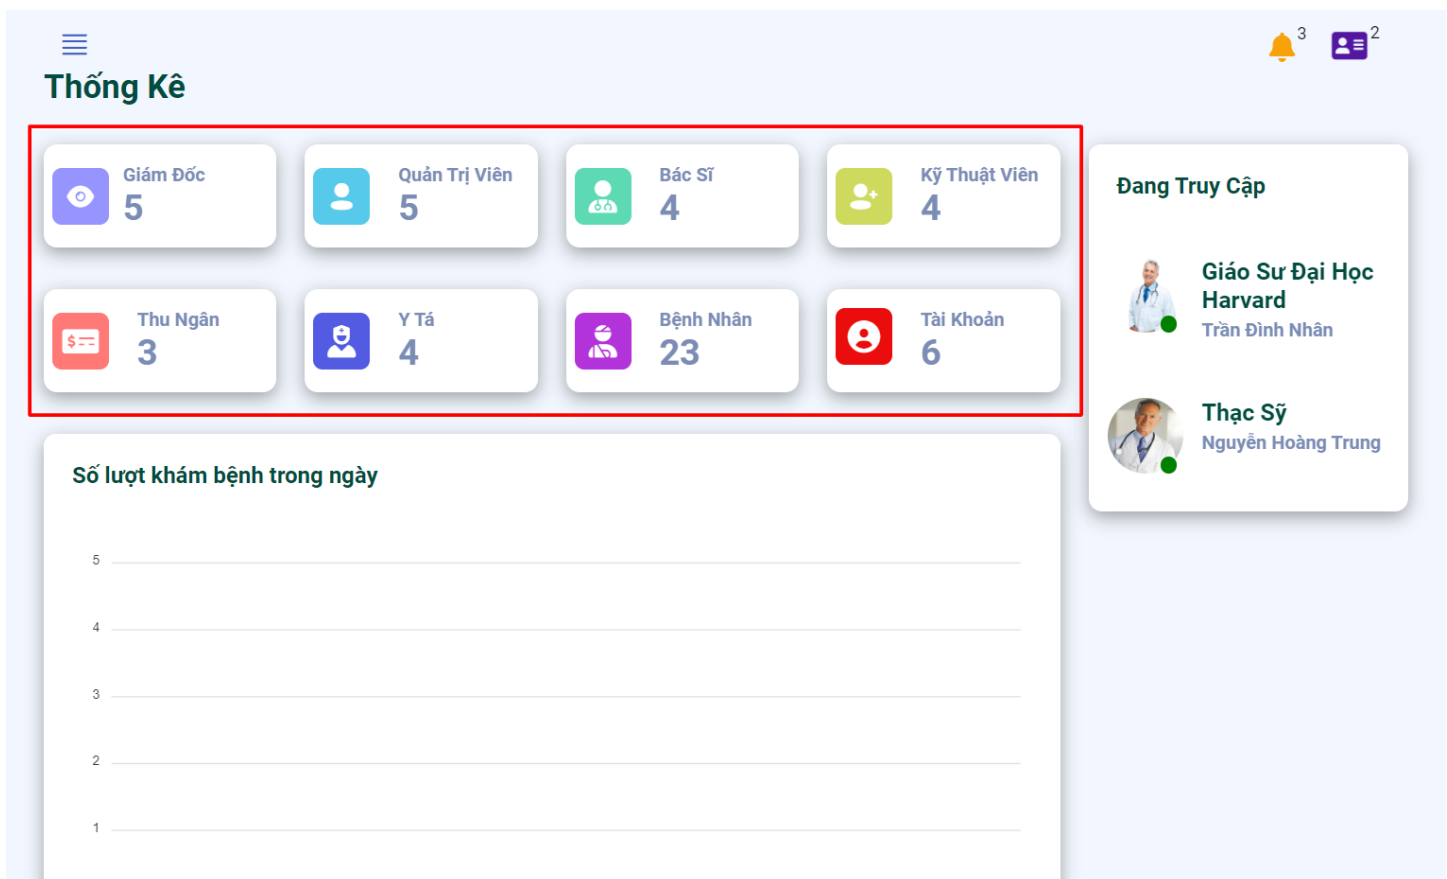 3
2
Thống Kê
Giám Đốc
5
Quản Trị Viên
5
Bác Sĩ
4
Kỹ Thuật Viên
4
Thu Ngân
3
Y Tá
4
Bệnh Nhân
23
Tài Khoản
6
Đang Truy Cập
Giáo Sư Đại Học
Harvard
Trần Đình Nhân
Thạc Sỹ
Nguyễn Hoàng Trung
Số lượt khám bệnh trong ngày
5
4
3
2
1